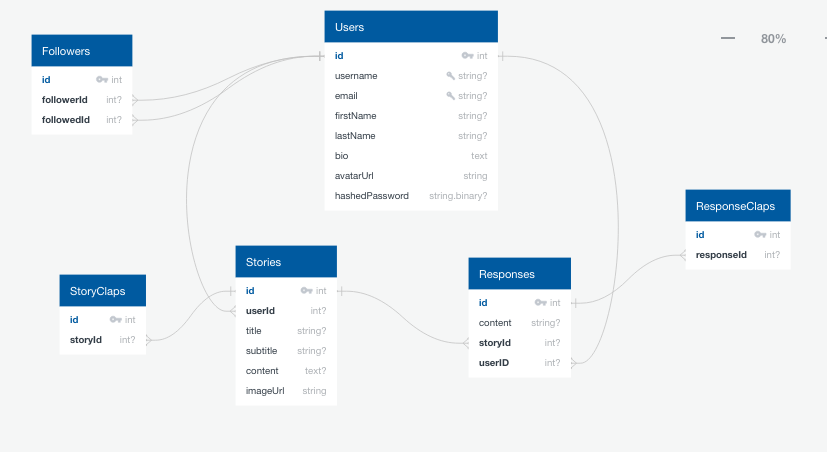 Followers
id int
followerId int?
followedId int?
Users
id int
username string?
email string?
firstName string?
lastName string?
bio text
avatarUrl string
hashedPassword string.binary?
80%
ResponseClaps
id int
responseId int?
Stories
id int
userId int?
title string?
subtitle string?
content text?
imageUrl string
Responses
id int
content string?
storyId int?
userID int?
StoryClaps
id int
storyId int?